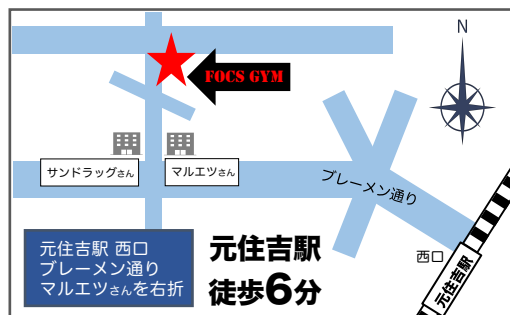 N
FOCS GYM
サンドラッグさん
マルエツさん
ブレーメン通り
西口
元住吉駅
元住吉駅 西口
ブレーメン通り
マルエツさんを右折
元住吉駅
徒歩6分